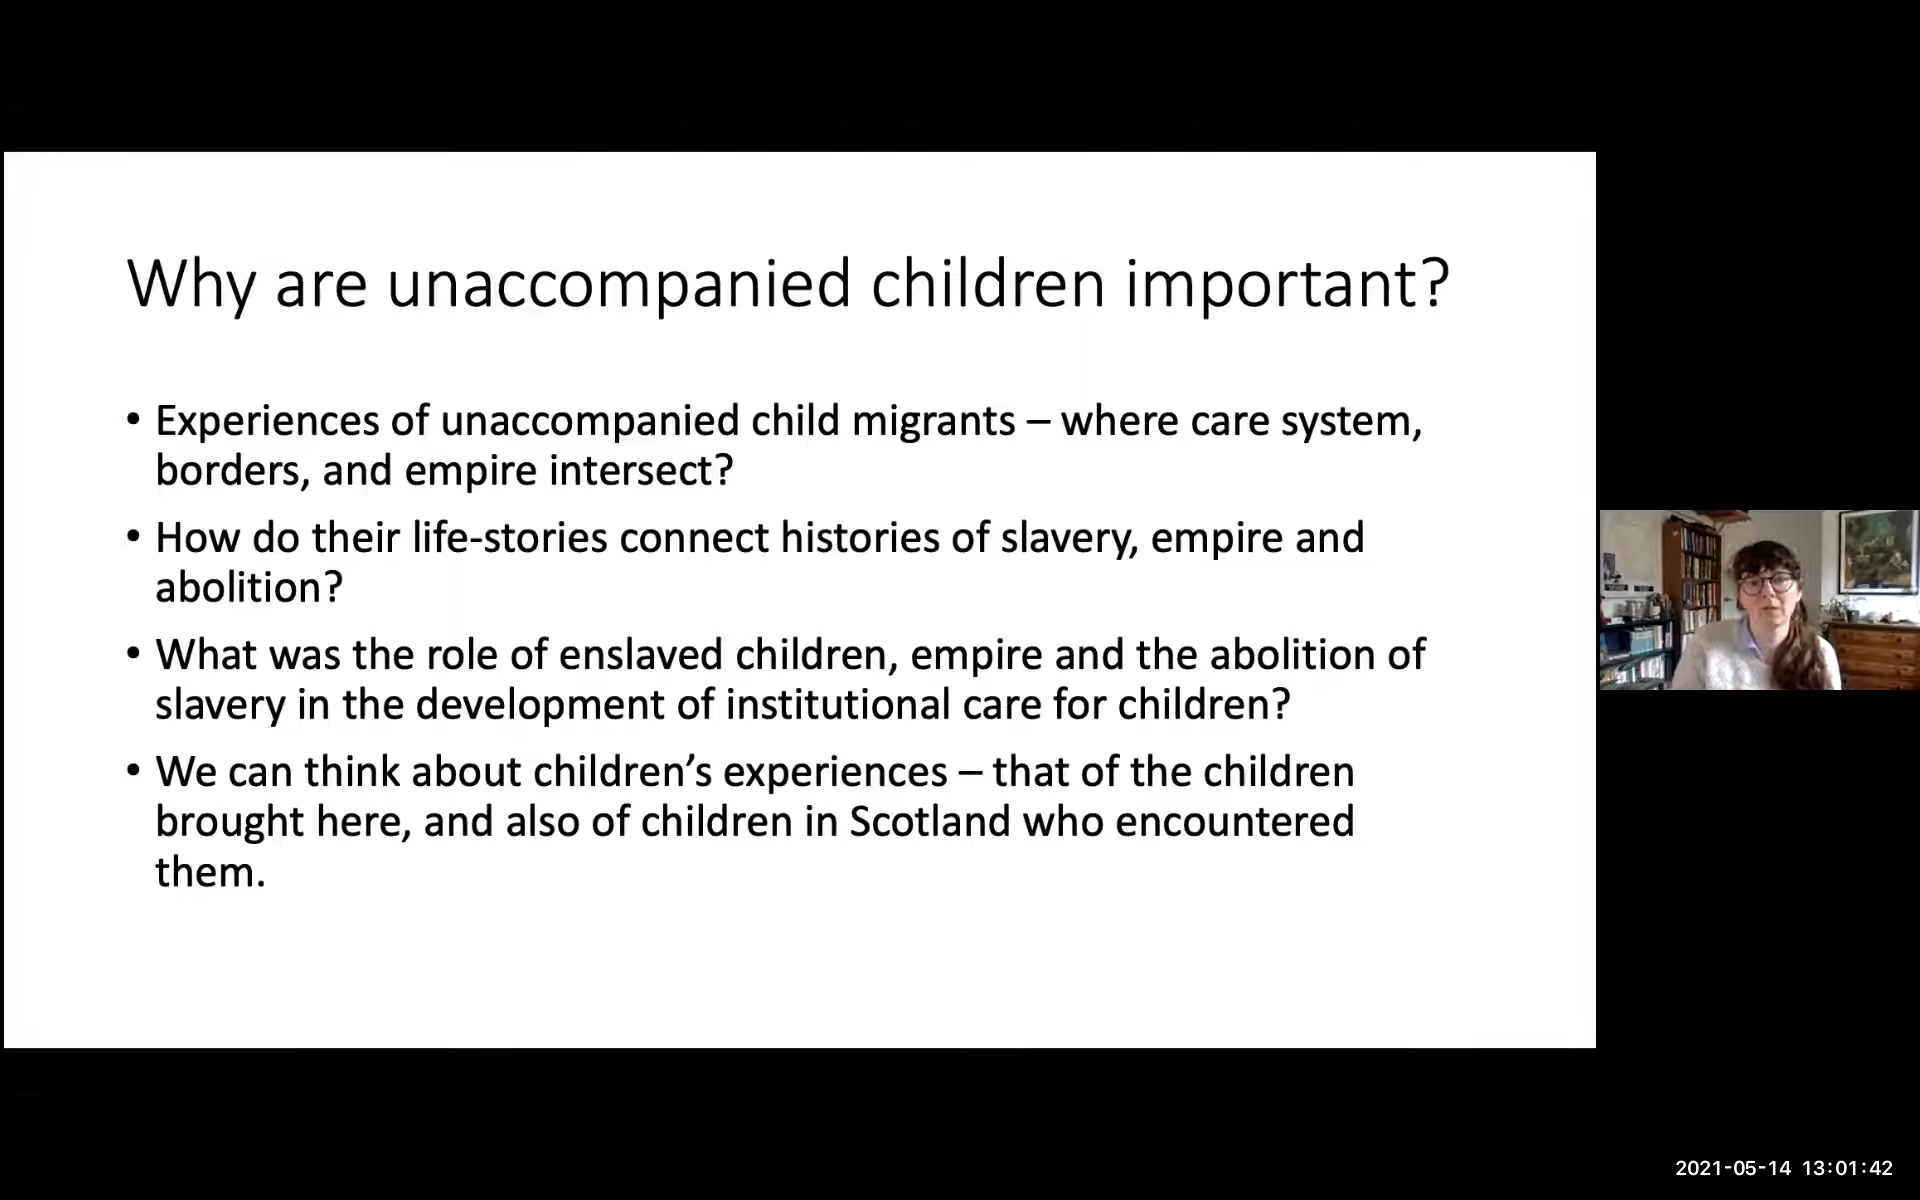 Why are unaccompanied children important?
• Experiences of unaccompanied child migrants – where care system,
borders, and empire intersect?
• How do their life-stories connect histories of slavery, empire and
abolition?
• What was the role of enslaved children, empire and the abolition of
slavery in the development of institutional care for children?
• We can think about children’s experiences – that of the children
brought here, and also of children in Scotland who encountered
them.
2021-05-14 13:01:42